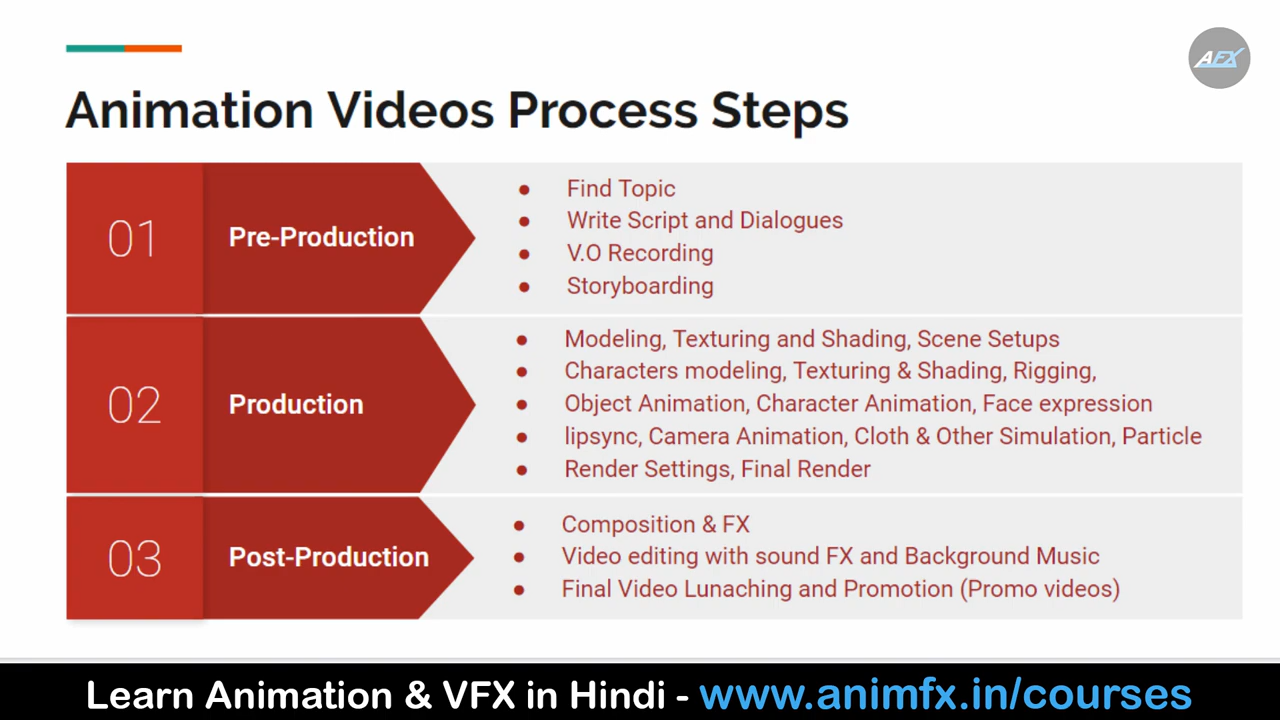 AFX
Animation Videos Process Steps
01
Pre-Production
● Find Topic
● Write Script and Dialogues
● V.O Recording
● Storyboarding
02
Production
● Modeling, Texturing and Shading, Scene Setups
● Characters modeling, Texturing & Shading, Rigging,
● Object Animation, Character Animation, Face expression
● lipsync, Camera Animation, Cloth & Other Simulation, Particle
● Render Settings, Final Render
03
Post-Production
● Composition & FX
● Video editing with sound FX and Background Music
● Final Video Lunaching and Promotion (Promo videos)
Learn Animation & VFX in Hindi - www.animfx.in/courses